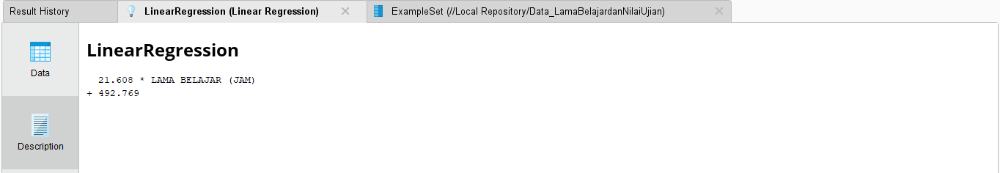 Result History
LinearRegression (Linear Regression)
ExampleSet (//Local Repository/Data_LamaBelajardanNilaiUjian)
Data
Description
LinearRegression
21.608 * LAMA BELAJAR (JAM)
+ 492.769